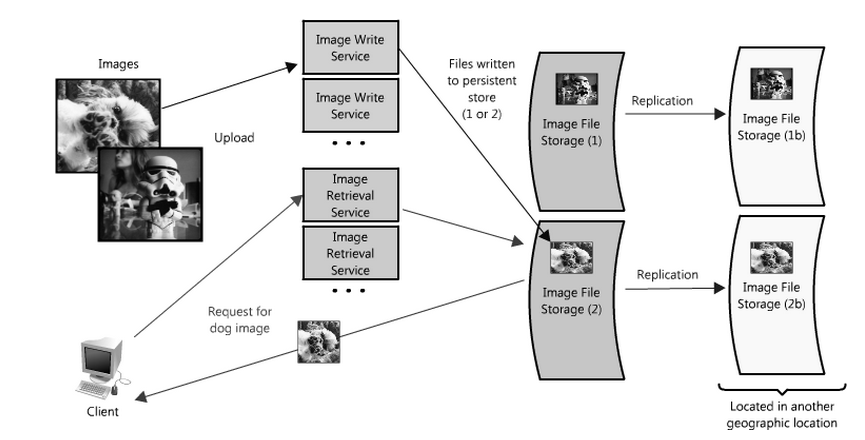 Images
Upload
Image Write
Service
Image Write
Service
• • •
Image
Retrieval
Service
Image
Retrieval
Service
• • •
Request for
dog image
Client
Files written
to persistent
store
(1 or 2)
Image File
Storage (1)
Replication
Image File
Storage (1b)
Image File
Storage (2)
Replication
Image File
Storage (2b)
Located in another
geographic location